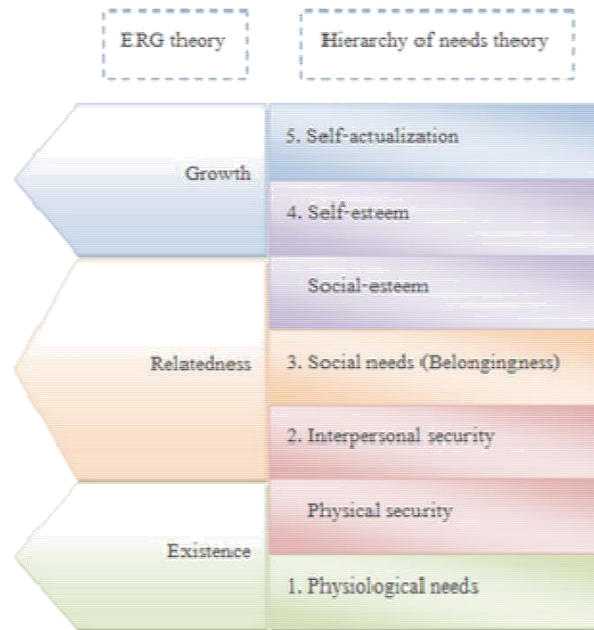 ERG theory
Hierarchy of needs theory
5. Self-actualization
Growth
4. Self-esteem
Social-esteem
Relatedness
3. Social needs (Belongingness)
2. Interpersonal security
Physical security
Existence
1. Physiological needs